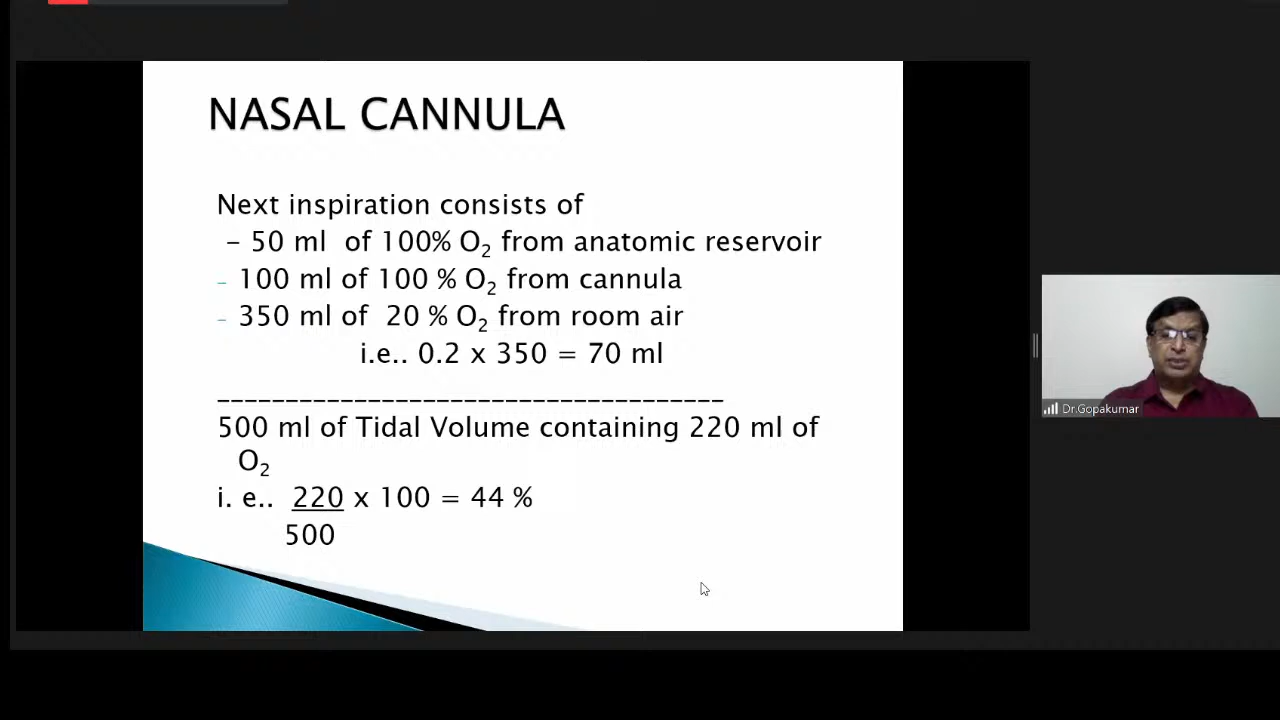 NASAL CANNULA
Next inspiration consists of
– 50 ml of 100% O₂ from anatomic reservoir
– 100 ml of 100 % O₂ from cannula
– 350 ml of 20 % O₂ from room air
i.e.. 0.2 x 350 = 70 ml
_____________________________________
500 ml of Tidal Volume containing 220 ml of
O₂
i. e.. 220 x 100 = 44 %
500
Dr.Gopakumar